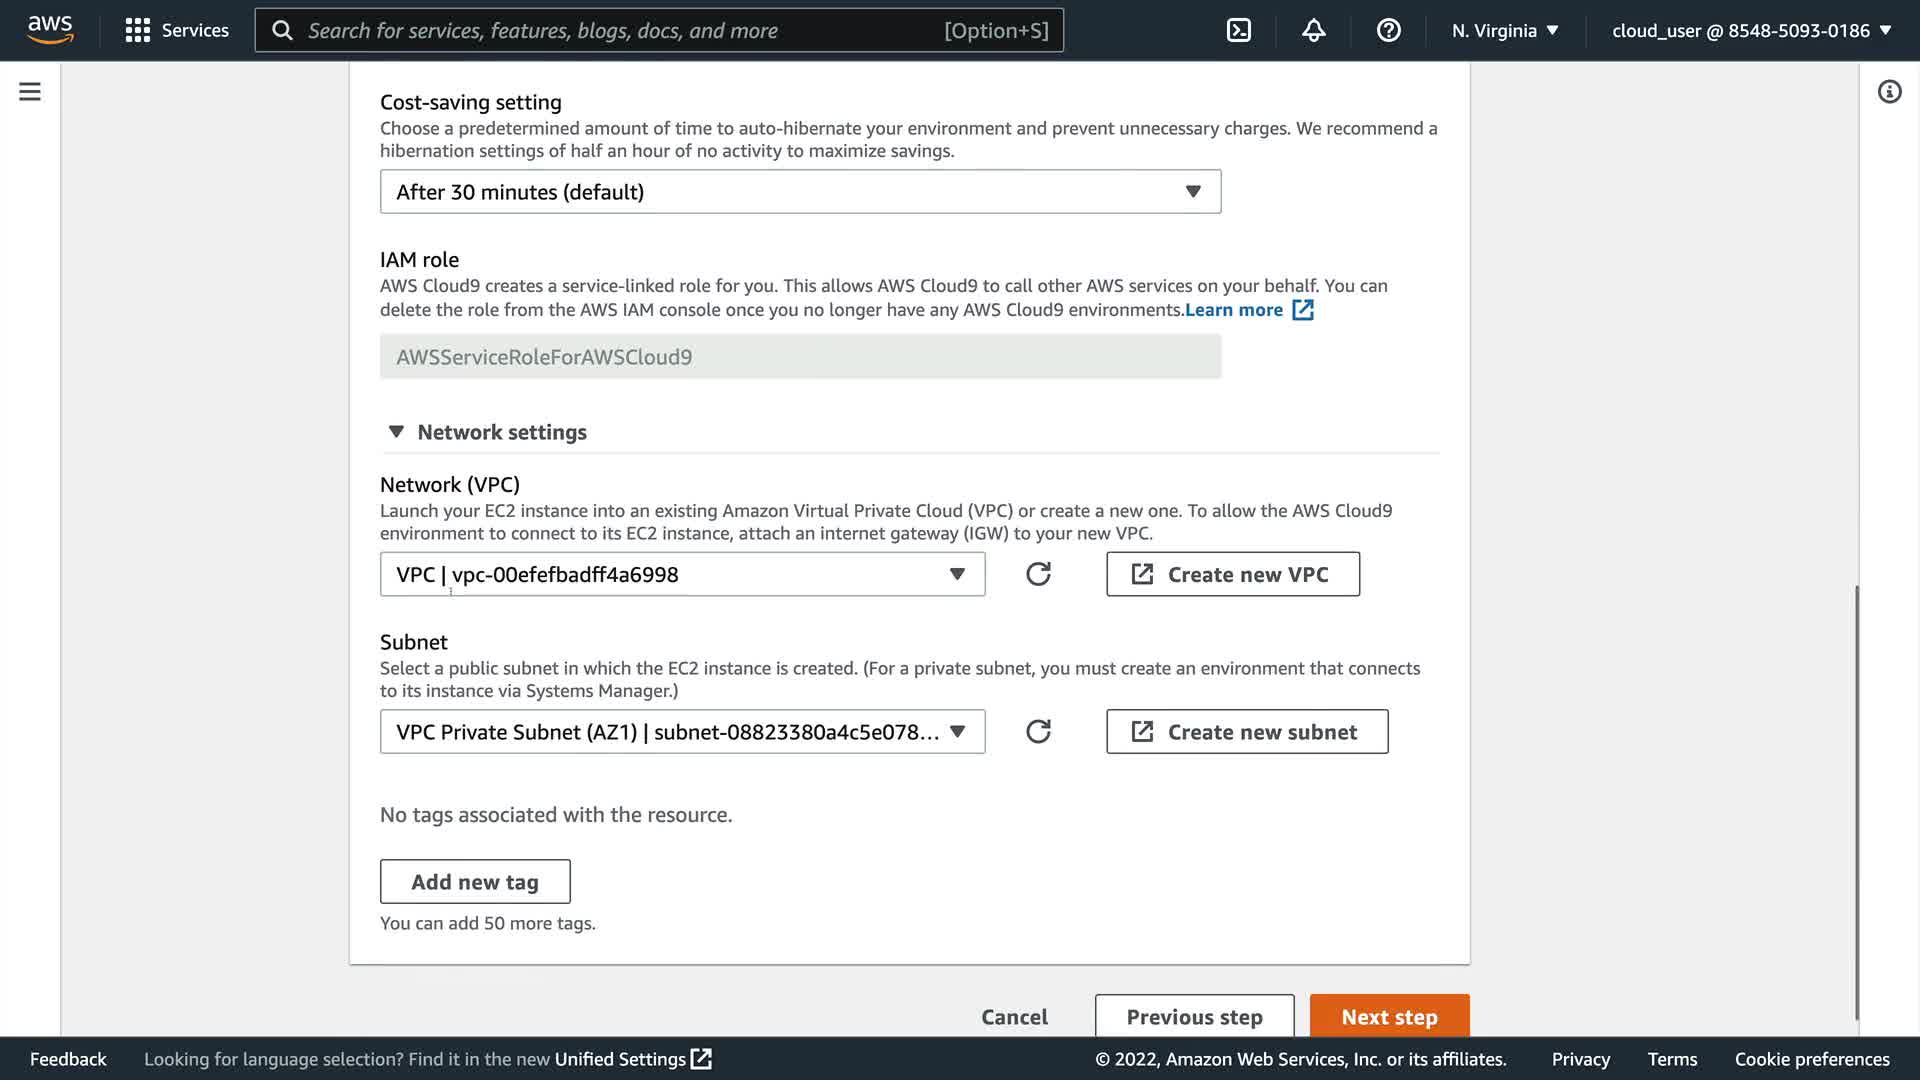 aws
Services
Search for services, features, blogs, docs, and more
[Option+S]
N. Virginia
cloud_user @ 8548-5093-0186
Cost-saving setting
Choose a predetermined amount of time to auto-hibernate your environment and prevent unnecessary charges. We recommend a
hibernation settings of half an hour of no activity to maximize savings.
After 30 minutes (default)
IAM role
AWS Cloud9 creates a service-linked role for you. This allows AWS Cloud9 to call other AWS services on your behalf. You can
delete the role from the AWS IAM console once you no longer have any AWS Cloud9 environments.Learn more
AWSServiceRoleForAWSCloud9
Network settings
Network (VPC)
Launch your EC2 instance into an existing Amazon Virtual Private Cloud (VPC) or create a new one. To allow the AWS Cloud9
environment to connect to its EC2 instance, attach an internet gateway (IGW) to your new VPC.
VPC | vpc-00efefbadff4a6998
Create new VPC
Subnet
Select a public subnet in which the EC2 instance is created. (For a private subnet, you must create an environment that connects
to its instance via Systems Manager.)
VPC Private Subnet (AZ1) | subnet-08823380a4c5e078...
Create new subnet
No tags associated with the resource.
Add new tag
You can add 50 more tags.
Cancel
Previous step
Next step
Feedback
Looking for language selection? Find it in the new Unified Settings
© 2022, Amazon Web Services, Inc. or its affiliates.
Privacy
Terms
Cookie preferences